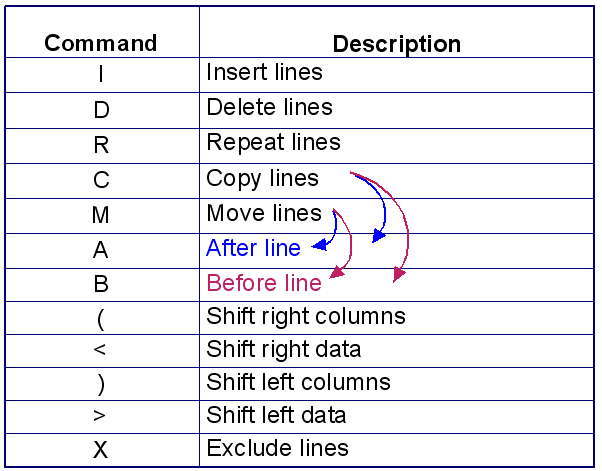 Command Description
I Insert lines
D Delete lines
R Repeat lines
C Copy lines
M Move lines
A After line
B Before line
( Shift right columns
< Shift right data
) Shift left columns
> Shift left data
X Exclude lines